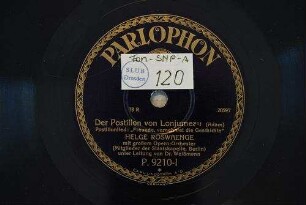 PARLOPHON
Ton-SNP-A
SLUB
Dresden
120
Der Postillon von Lonjumeau (Adam)
Postillonlied: „Freunde, vernehmet die Geschichte"
HELGE ROSWAENGE
mit großem Opern-Orchester
(Mitglieder der Staatskapelle, Berlin)
unter Leitung von Dr. Weißmann
P. 9210-I